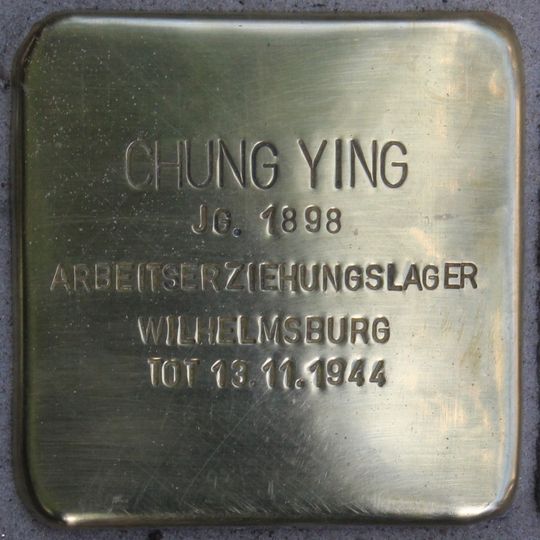 CHUNG YING
JG. 1898
ARBEITSERZIEHUNGSLAGER
WILHELMSBURG
TOT 13.11.1944